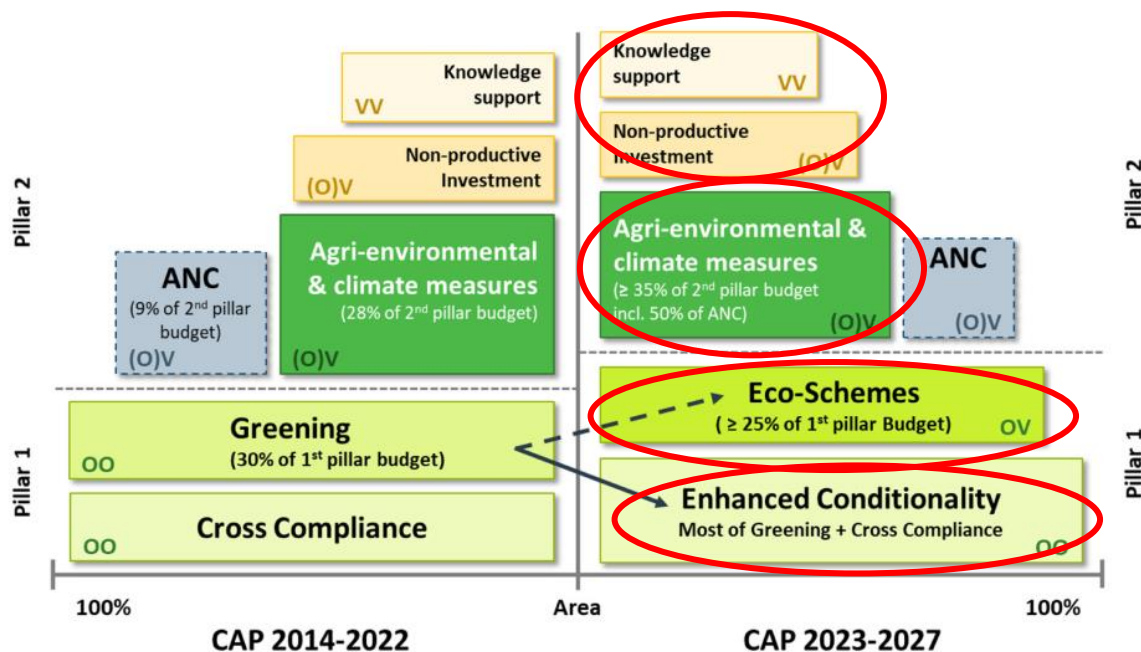 Knowledge
support
VV
Non-productive
Investment
(O)V
Agri-environmental
& climate measures
(28% of 2nd pillar budget)
(O)V
ANC
(9% of 2nd pillar
budget)
(O)V
Pillar 2
Greening
(30% of 1st pillar budget)
OO
Cross Compliance
OO
Pillar 1
Knowledge
support
VV
Non-productive
Investment
(O)V
Agri-environmental &
climate measures
(≥ 35% of 2nd pillar budget
incl. 50% of ANC)
(O)V
ANC
(O)V
Pillar 2
Eco-Schemes
( ≥ 25% of 1st pillar Budget)
OV
Enhanced Conditionality
Most of Greening + Cross Compliance
OO
Pillar 1
100%
Area
100%
CAP 2014-2022
CAP 2023-2027